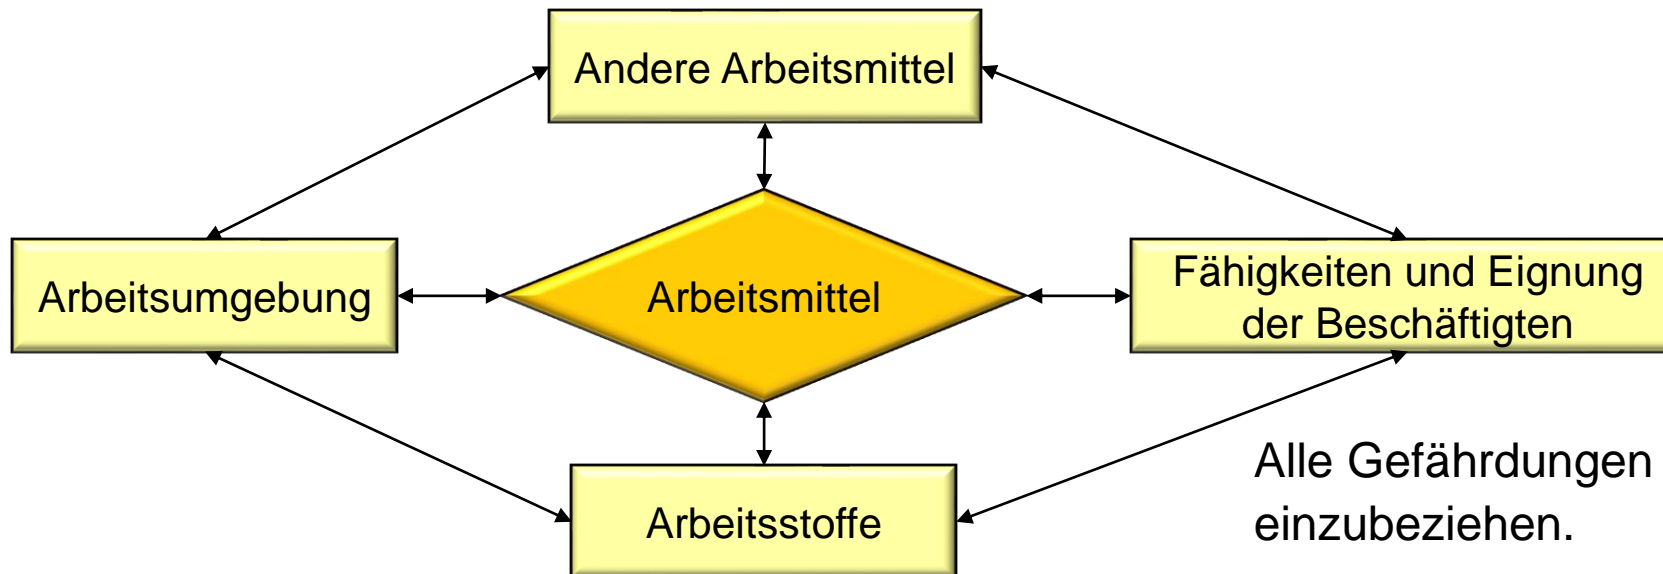 Andere Arbeitsmittel
Arbeitsumgebung
Arbeitsmittel
Fähigkeiten und Eignung
der Beschäftigten
Arbeitsstoffe
Alle Gefährdungen
einzubeziehen.